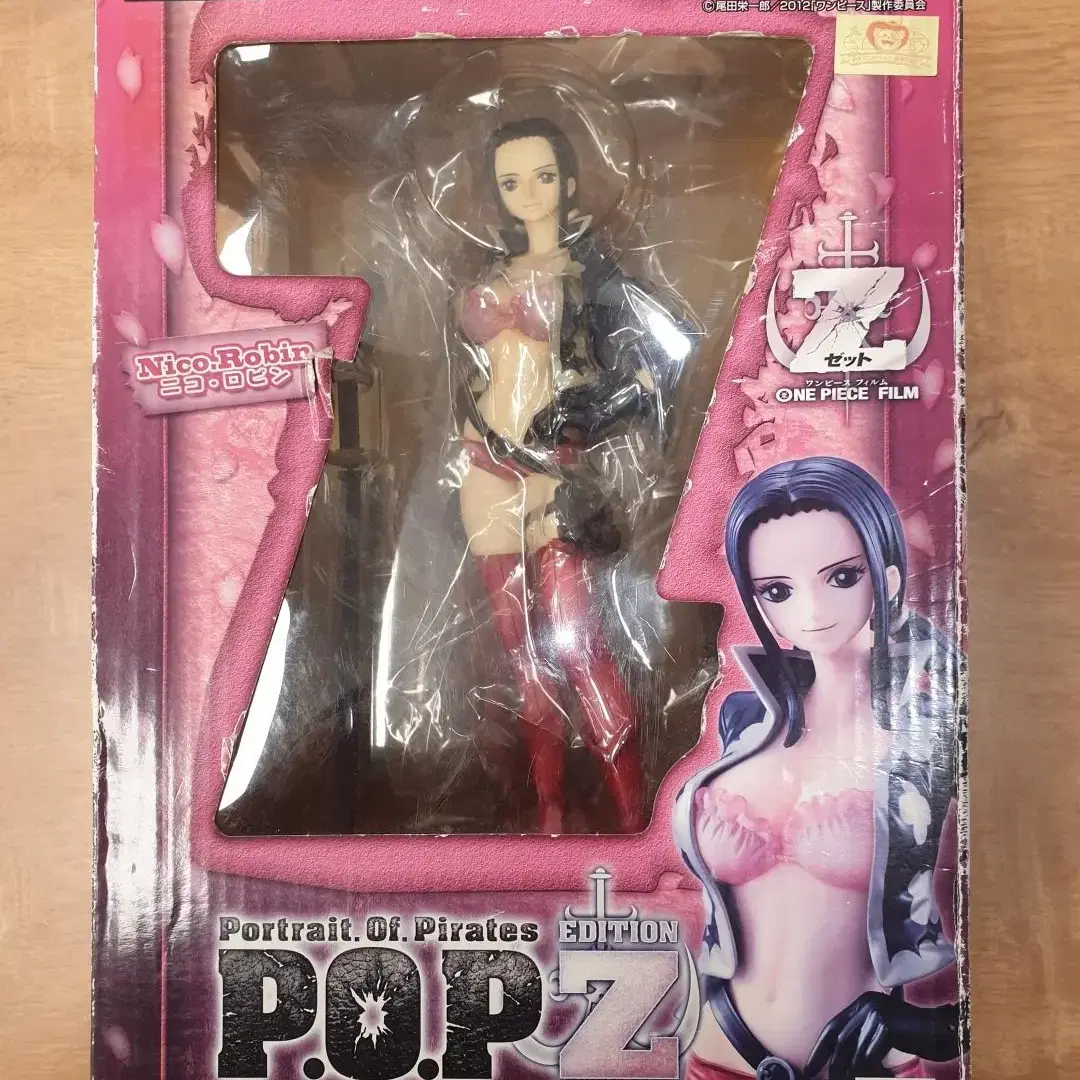 ©尾田栄一郎/2012「ワンピース」製作委員会
Nico.Robin
ニコ・ロビン
Z
ゼット
ワンピース フィルム
ONE PIECE FILM
Portrait.Of.Pirates
EDITION
P.O.P Z